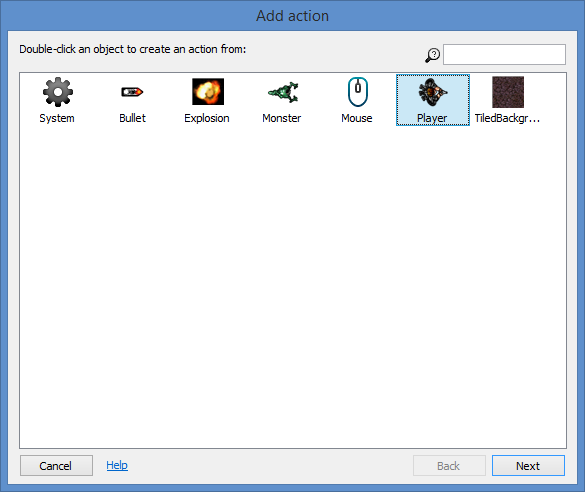 Add action
Double-click an object to create an action from:
System
Bullet
Explosion
Monster
Mouse
Player
TiledBackgr...
Cancel
Help
Back
Next